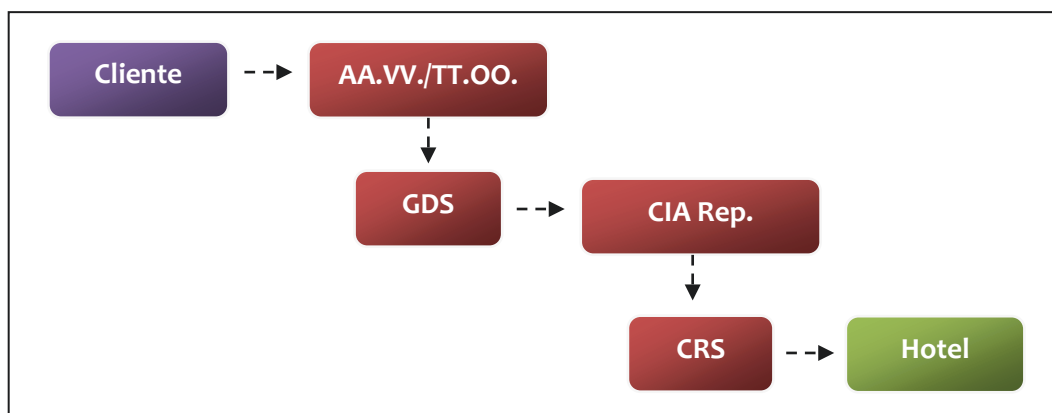 Cliente
AA.VV./TT.OO.
GDS
CIA Rep.
CRS
Hotel